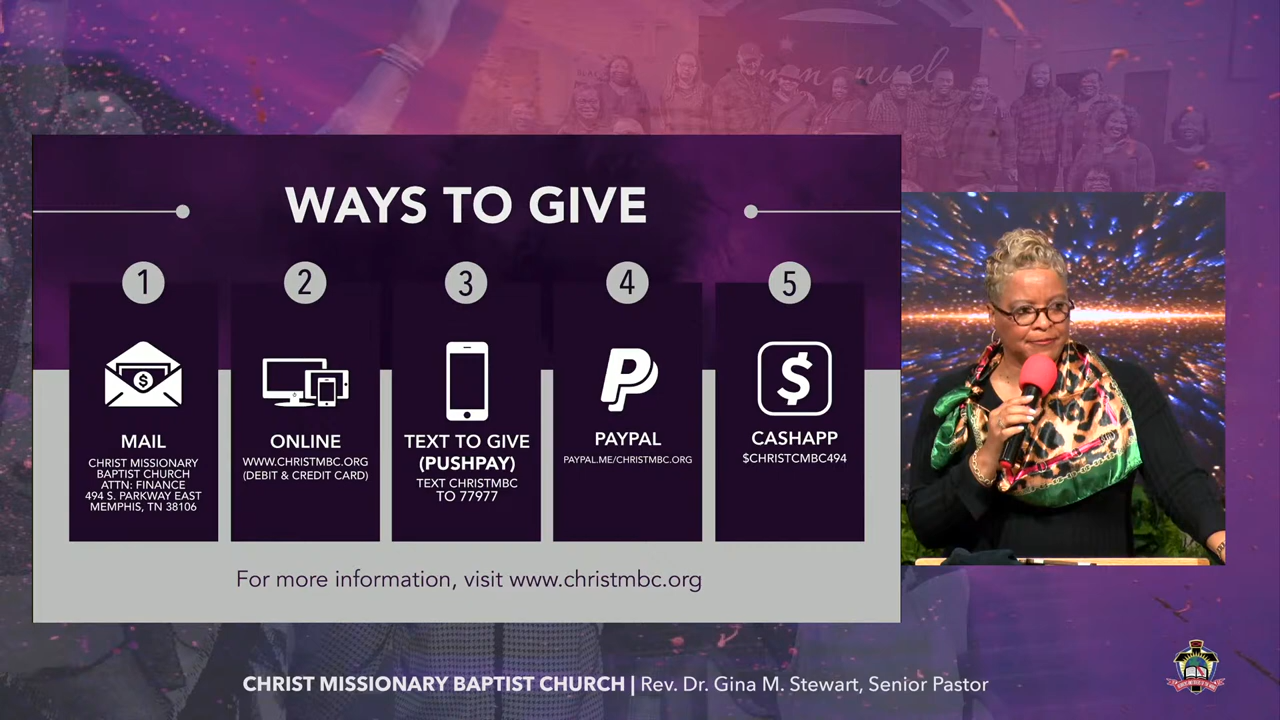 Emmanuel
WAYS TO GIVE
1
2
3
4
5
MAIL
CHRIST MISSIONARY
BAPTIST CHURCH
ATTN: FINANCE
494 S. PARKWAY EAST
MEMPHIS, TN 38106
ONLINE
WWW.CHRISTMBC.ORG
(DEBIT & CREDIT CARD)
TEXT TO GIVE
(PUSHPAY)
TEXT CHRISTMBC
TO 77977
PAYPAL
PAYPAL.ME/CHRISTMBC.ORG
CASHAPP
$CHRISTCMBC494
For more information, visit www.christmbc.org
CHRIST MISSIONARY BAPTIST CHURCH | Rev. Dr. Gina M. Stewart, Senior Pastor